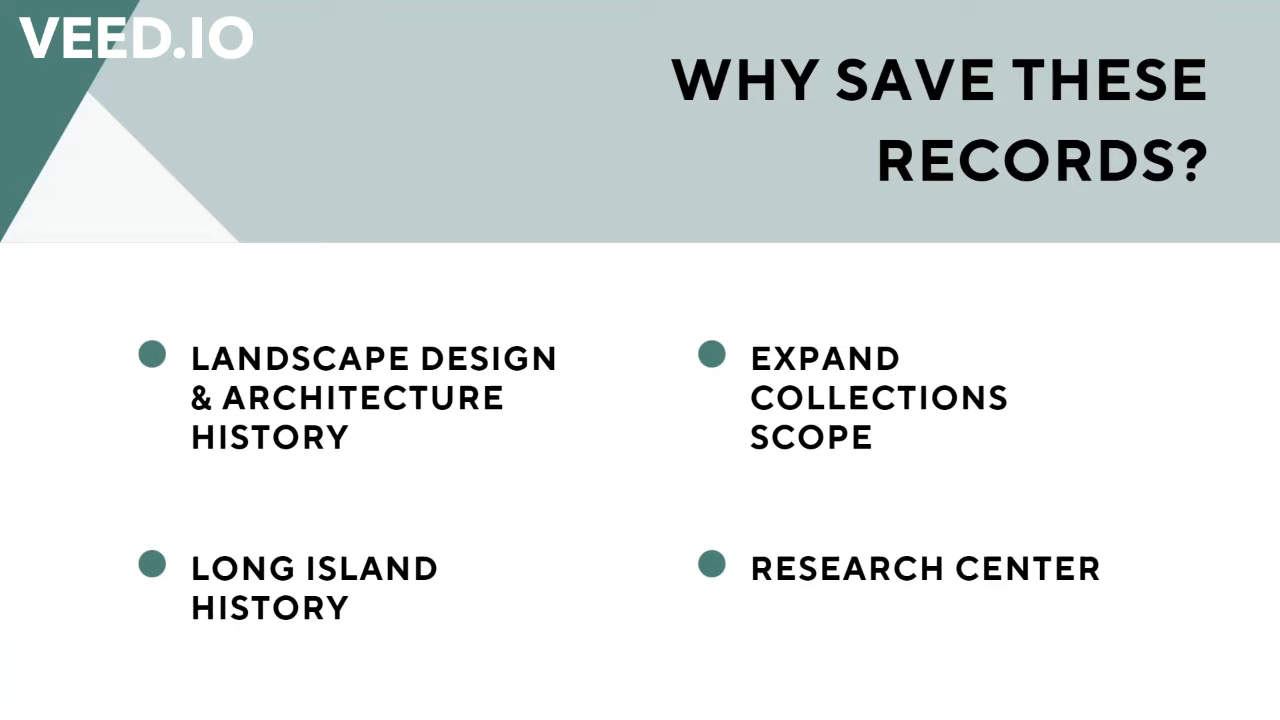 VEED.IO
WHY SAVE THESE
RECORDS?
LANDSCAPE DESIGN
& ARCHITECTURE
HISTORY
EXPAND
COLLECTIONS
SCOPE
LONG ISLAND
HISTORY
RESEARCH CENTER